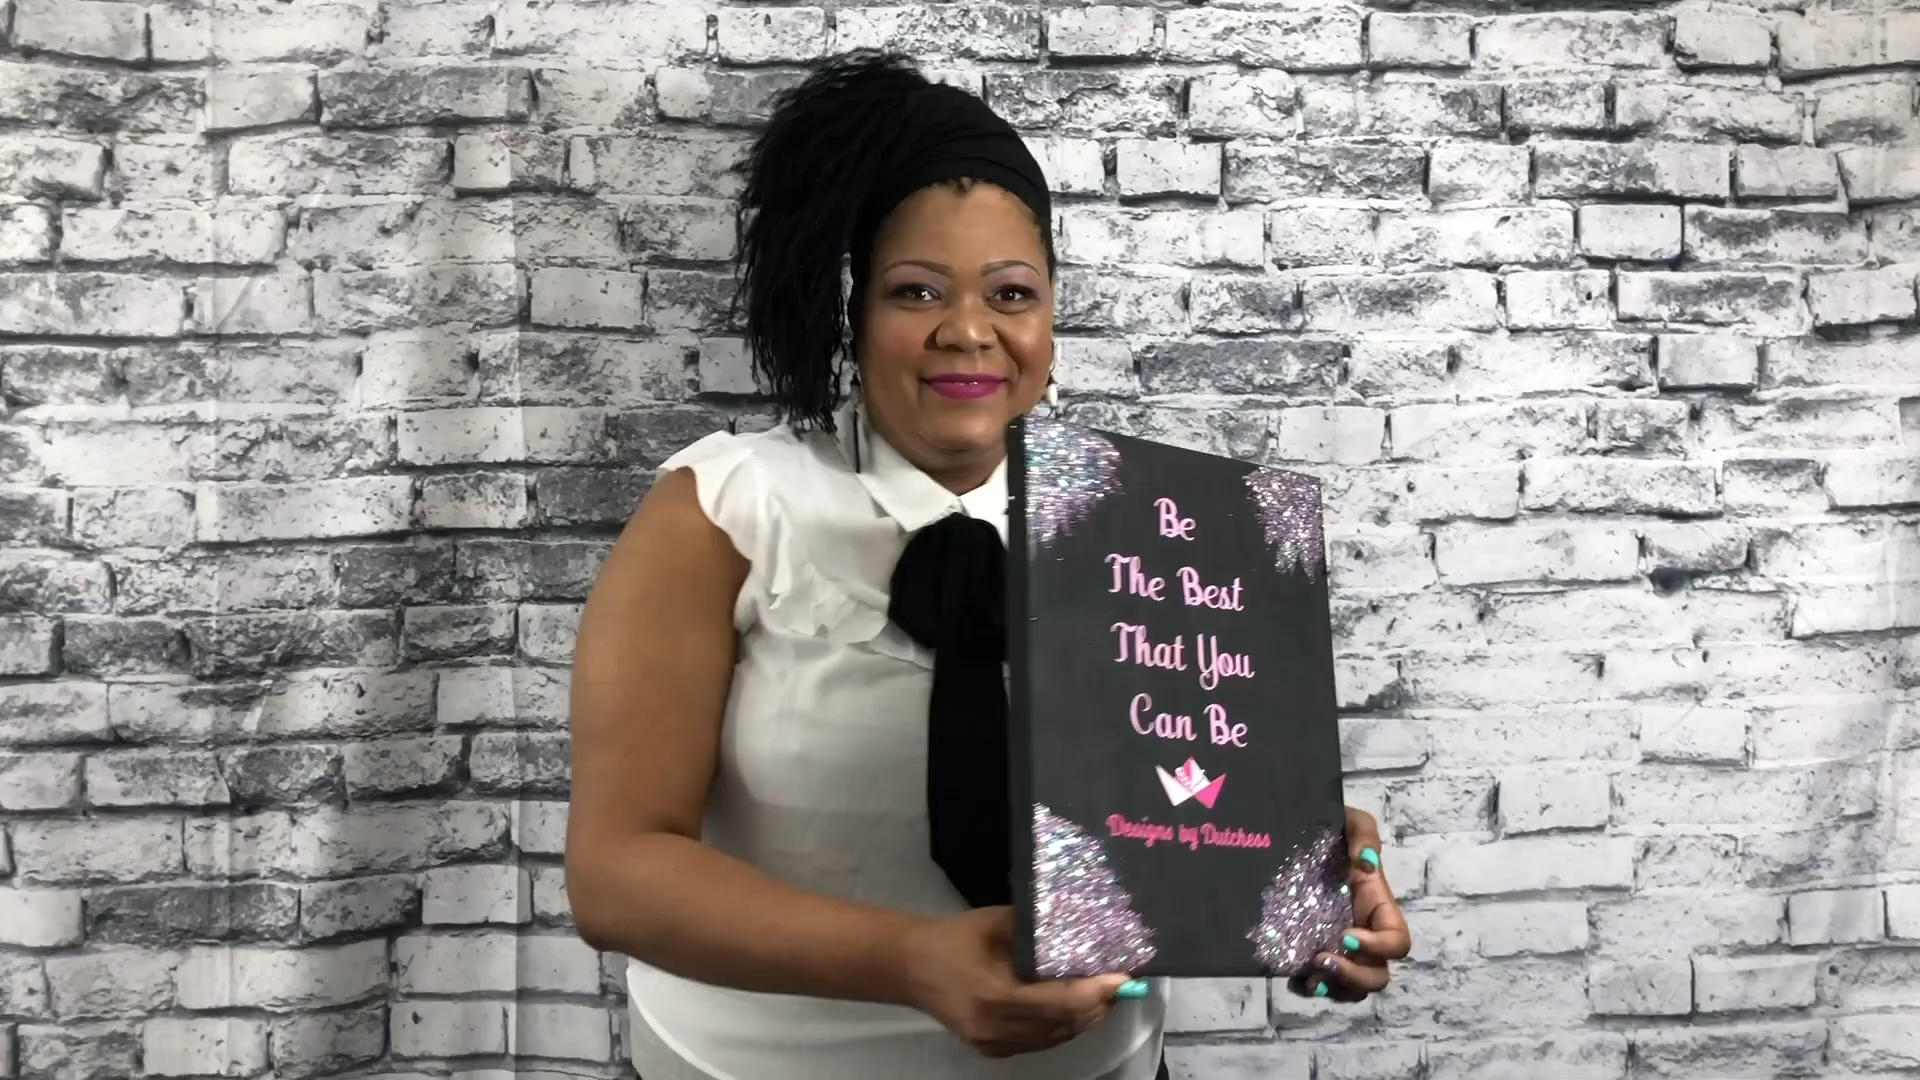 Be
The Best
That You
Can Be
Designs by Dutchess